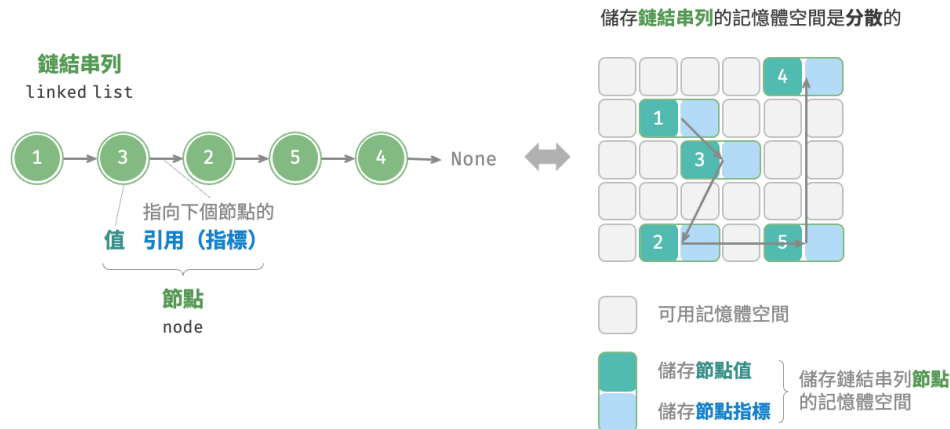 儲存鏈結串列的記憶體空間是分散的
鏈結串列
linked list
1
3
2
5
4
None
指向下個節點的
值
引用（指標）
節點
node
4
1
3
2
5
可用記憶體空間
儲存節點值
儲存節點指標
儲存鏈結串列節點
的記憶體空間